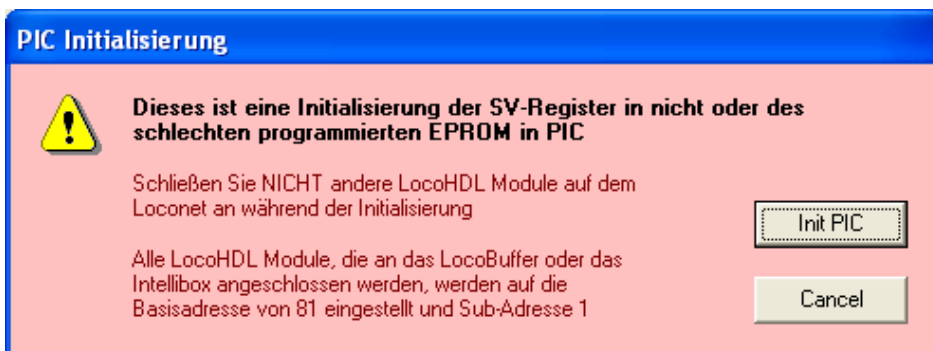 PIC Initialisierung
Dieses ist eine Initialisierung der SV-Register in nicht oder des
schlechten programmierten EPROM in PIC
Schließen Sie NICHT andere LocoHDL Module auf dem
Loconet an während der Initialisierung
Init PIC
Alle LocoHDL Module, die an das LocoBuffer oder das
Intellibox angeschlossen werden, werden auf die
Basisadresse von 81 eingestellt und Sub-Adresse 1
Cancel